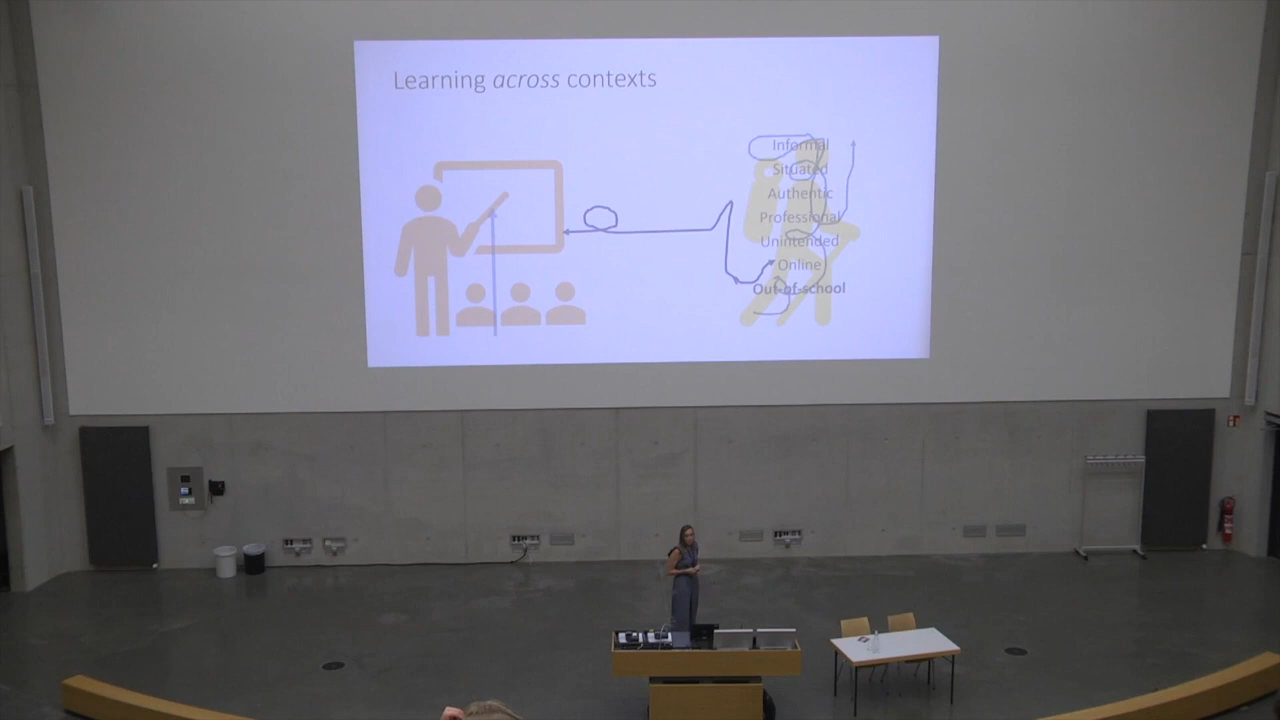 Learning across contexts
Informal
Situated
Authentic
Professional
Unintended
Online
Out-of-school